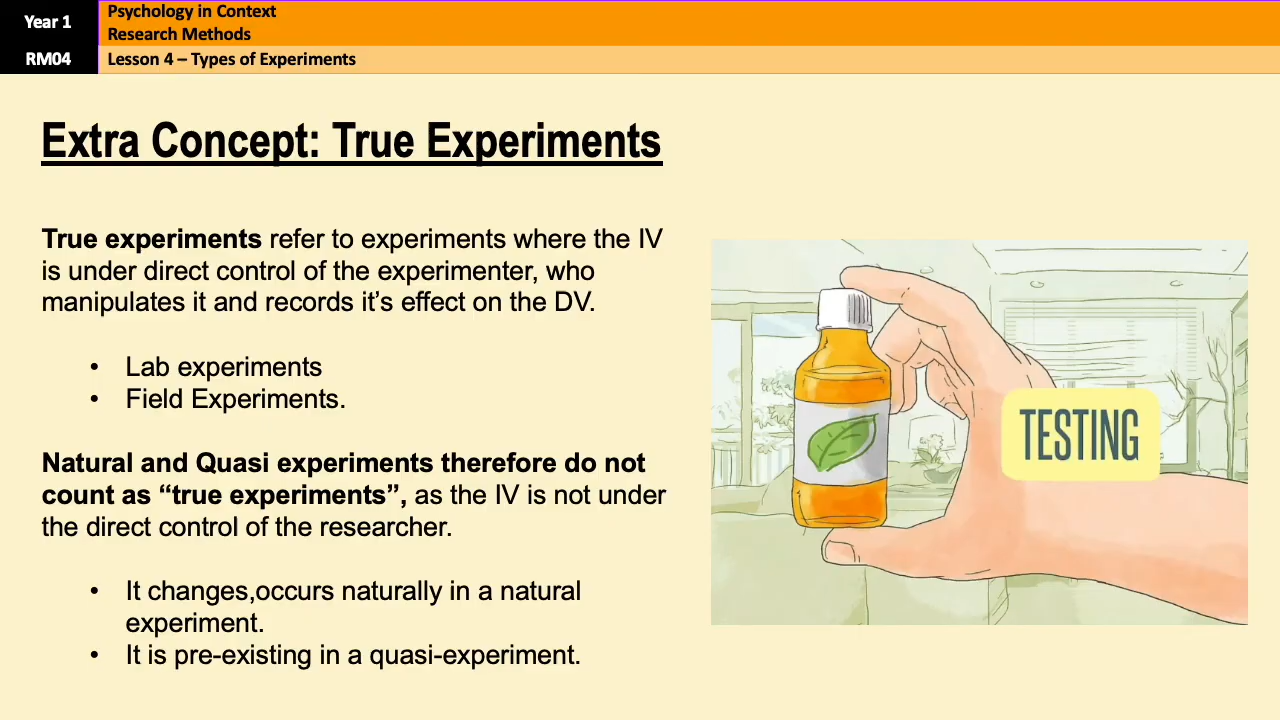 Year 1
Psychology in Context
Research Methods
RM04
Lesson 4 – Types of Experiments
Extra Concept: True Experiments
True experiments refer to experiments where the IV
is under direct control of the experimenter, who
manipulates it and records it’s effect on the DV.
• Lab experiments
• Field Experiments.
Natural and Quasi experiments therefore do not
count as “true experiments”, as the IV is not under
the direct control of the researcher.
• It changes,occurs naturally in a natural
experiment.
• It is pre-existing in a quasi-experiment.
TESTING